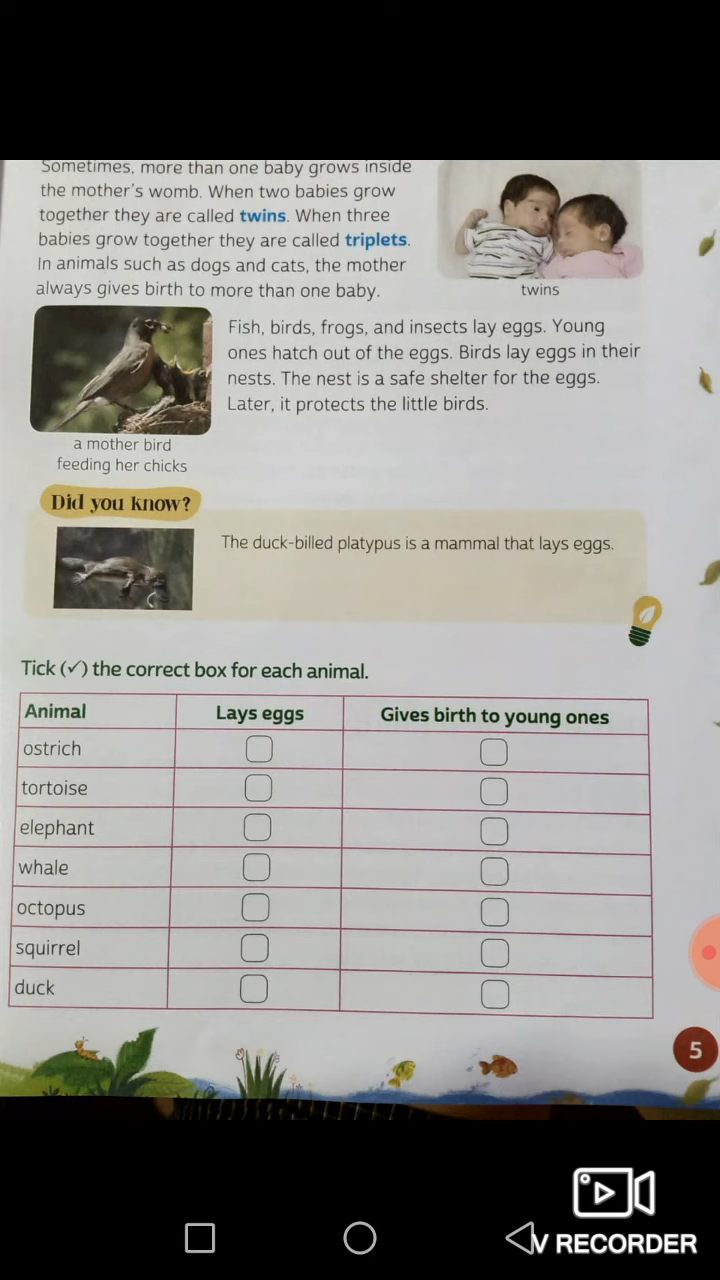 Sometimes, more than one baby grows inside
the mother's womb. When two babies grow
together they are called twins. When three
babies grow together they are called triplets.
In animals such as dogs and cats, the mother
always gives birth to more than one baby.
twins
Fish, birds, frogs, and insects lay eggs. Young
ones hatch out of the eggs. Birds lay eggs in their
nests. The nest is a safe shelter for the eggs.
Later, it protects the little birds.
a mother bird
feeding her chicks
Did you know?
The duck-billed platypus is a mammal that lays eggs.
Tick (✓) the correct box for each animal.
Animal Lays eggs Gives birth to young ones
ostrich
tortoise
elephant
whale
octopus
squirrel
duck
5
V RECORDER